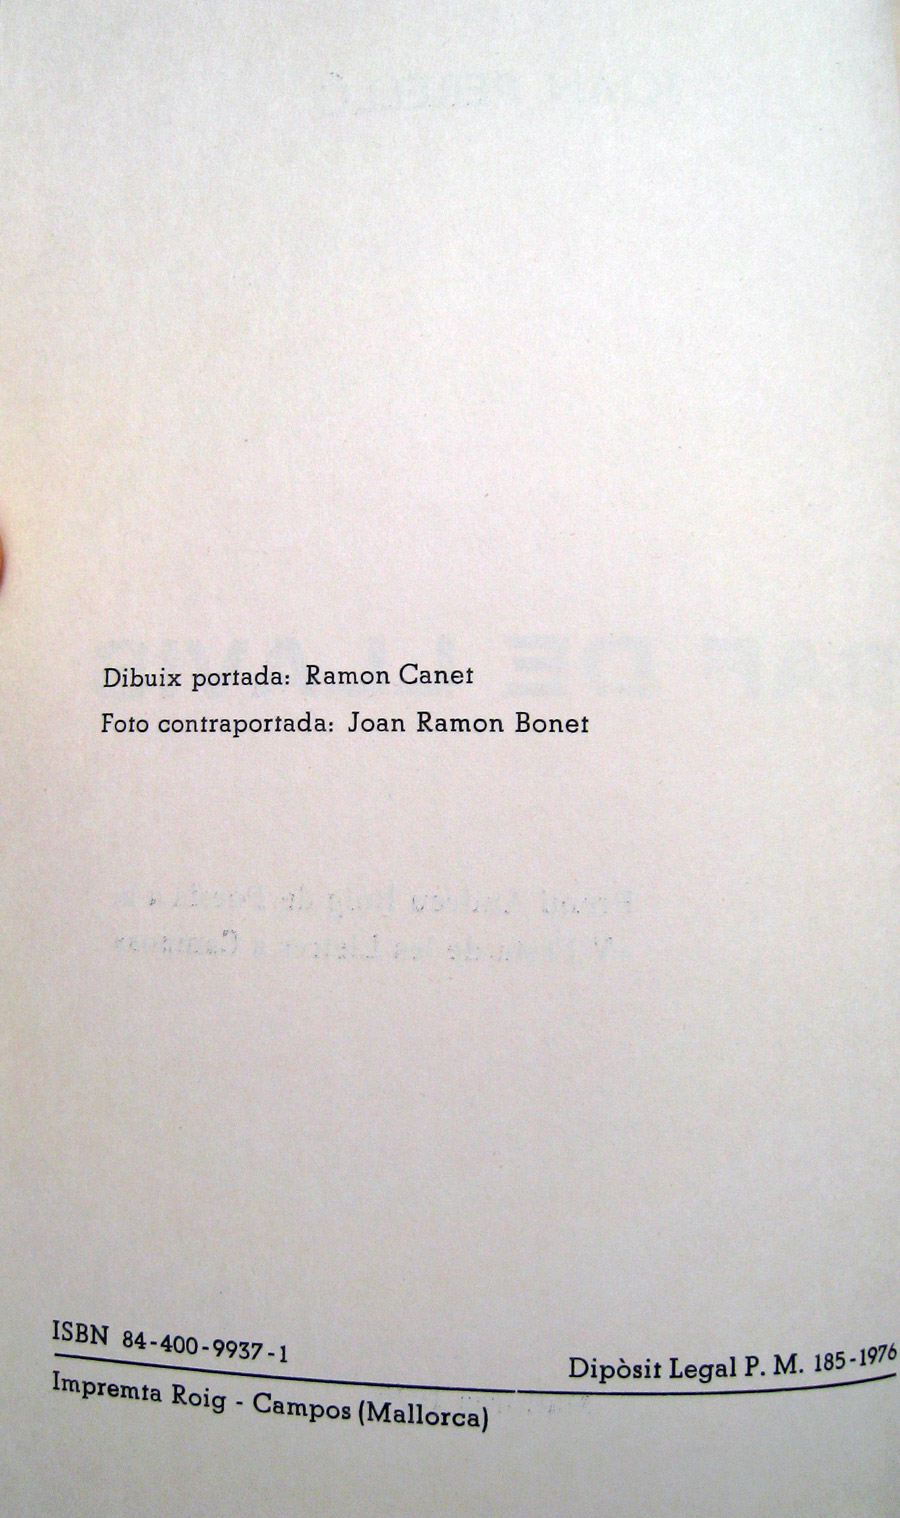 Dibuix portada: Ramon Canet
Foto contraportada: Joan Ramon Bonet
ISBN 84-400-9937-1
Dipòsit Legal P. M. 185-1976
Impremta Roig - Campos (Mallorca)